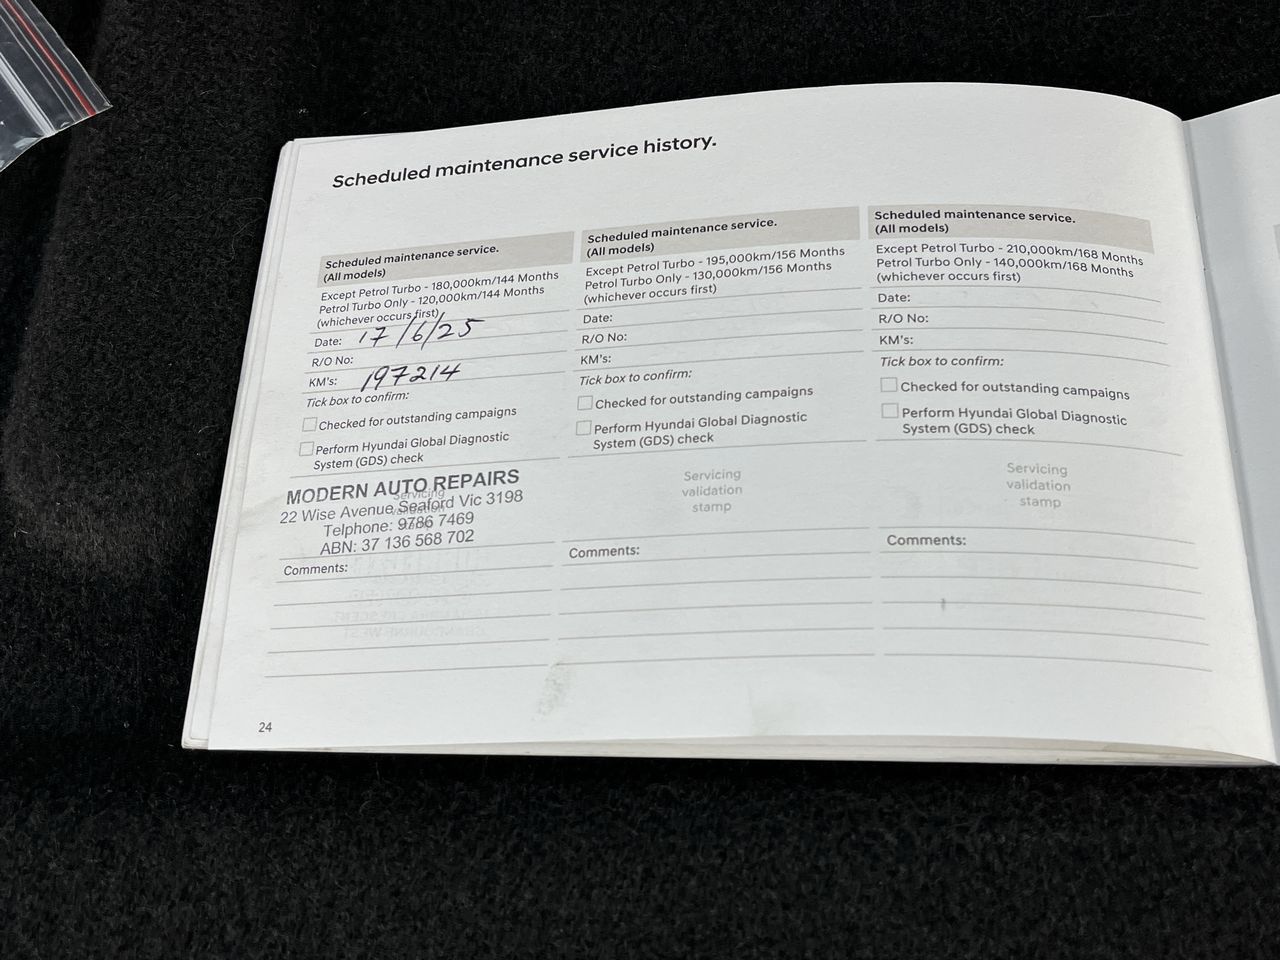 Scheduled maintenance service history.
Scheduled maintenance service.
(All models)
Except Petrol Turbo - 180,000km/144 Months
Petrol Turbo Only - 120,000km/144 Months
(whichever occurs first)
Date: 17/6/25
R/O No:
KM's: 197214
Tick box to confirm:
Checked for outstanding campaigns
Perform Hyundai Global Diagnostic
System (GDS) check
Servicing
validation
stamp
MODERN AUTO REPAIRS
22 Wise Avenue Seaford Vic 3198
Telphone: 9786 7469
ABN: 37 136 568 702
Comments:
Scheduled maintenance service.
(All models)
Except Petrol Turbo - 195,000km/156 Months
Petrol Turbo Only - 130,000km/156 Months
(whichever occurs first)
Date:
R/O No:
KM's:
Tick box to confirm:
Checked for outstanding campaigns
Perform Hyundai Global Diagnostic
System (GDS) check
Servicing
validation
stamp
Comments:
Scheduled maintenance service.
(All models)
Except Petrol Turbo - 210,000km/168 Months
Petrol Turbo Only - 140,000km/168 Months
(whichever occurs first)
Date:
R/O No:
KM's:
Tick box to confirm:
Checked for outstanding campaigns
Perform Hyundai Global Diagnostic
System (GDS) check
Servicing
validation
stamp
Comments:
24